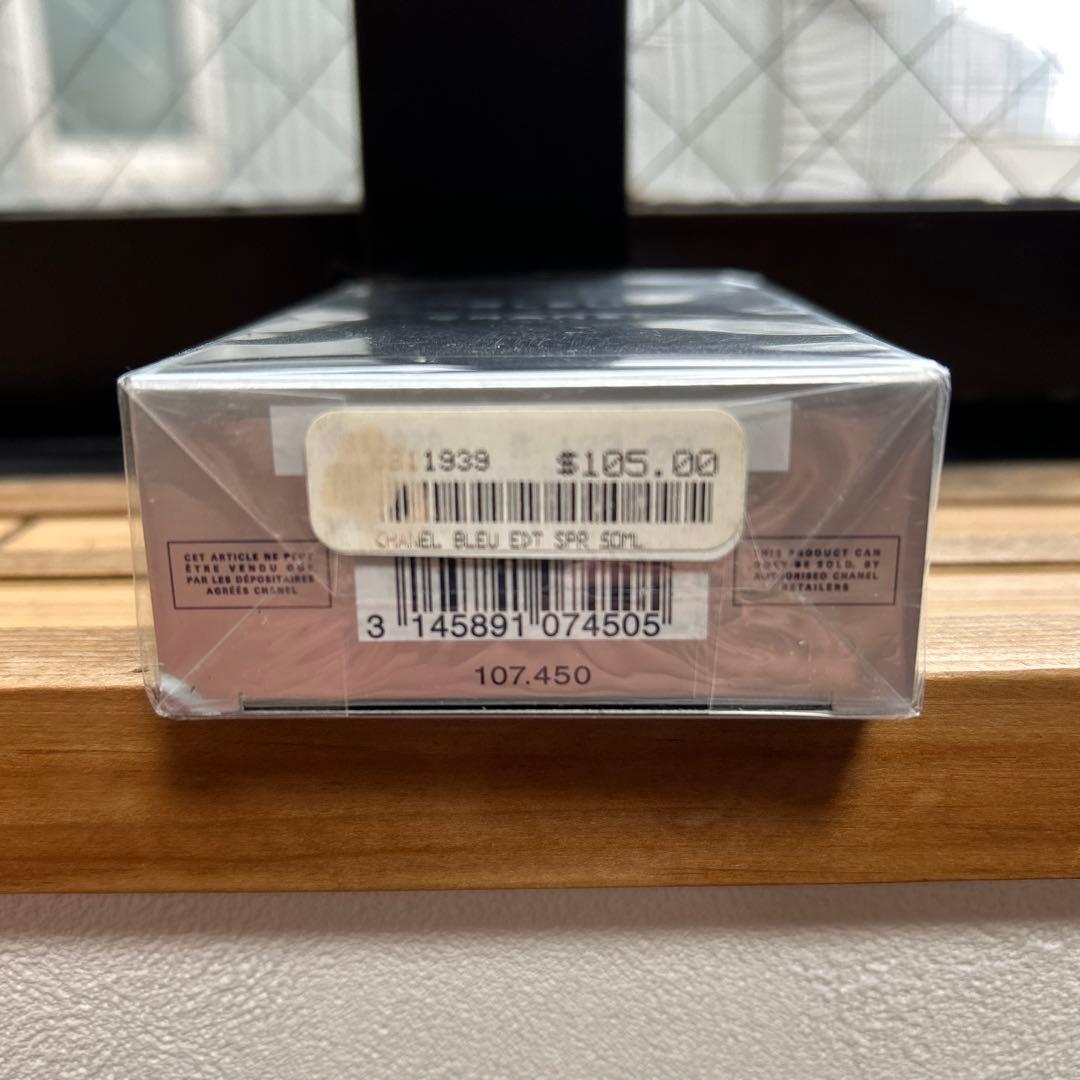 1939 $105.00
CHANEL BLEU EDT SPR 50ML
CET ARTICLE NE PEUT
ÊTRE VENDU QUE
PAR LES DÉPOSITAIRES
AGRÉÉS CHANEL
THIS PRODUCT CAN
ONLY BE SOLD, BY
AUTHORISED CHANEL
RETAILERS
3 145891 074505
107.450